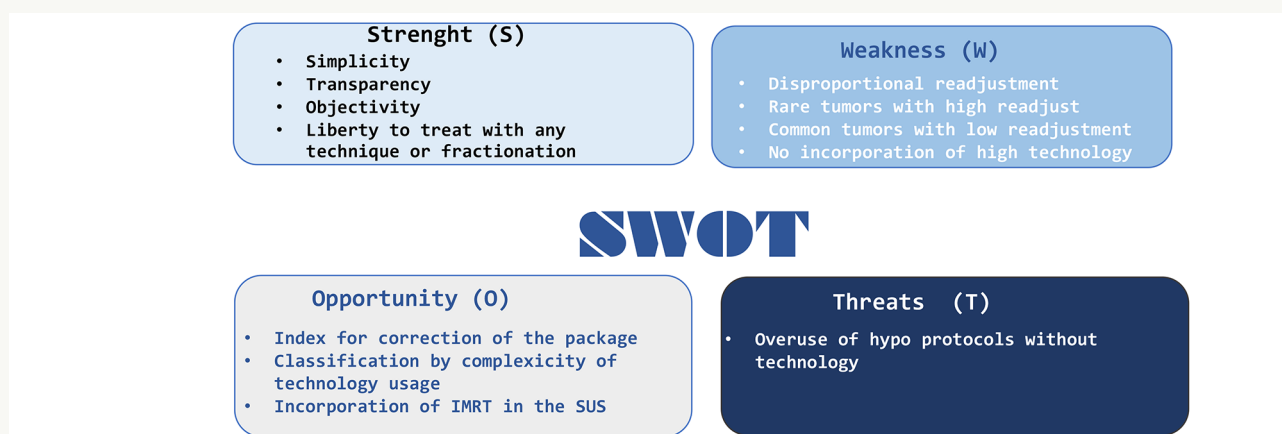 Strenght (S)
• Simplicity
• Transparency
• Objectivity
• Liberty to treat with any
technique or fractionation
Weakness (W)
• Disproportional readjustment
• Rare tumors with high readjust
• Common tumors with low readjustment
• No incorporation of high technology
SWOT
Opportunity (O)
• Index for correction of the package
• Classification by complexicity of
technology usage
• Incorporation of IMRT in the SUS
Threats (T)
• Overuse of hypo protocols without
technology